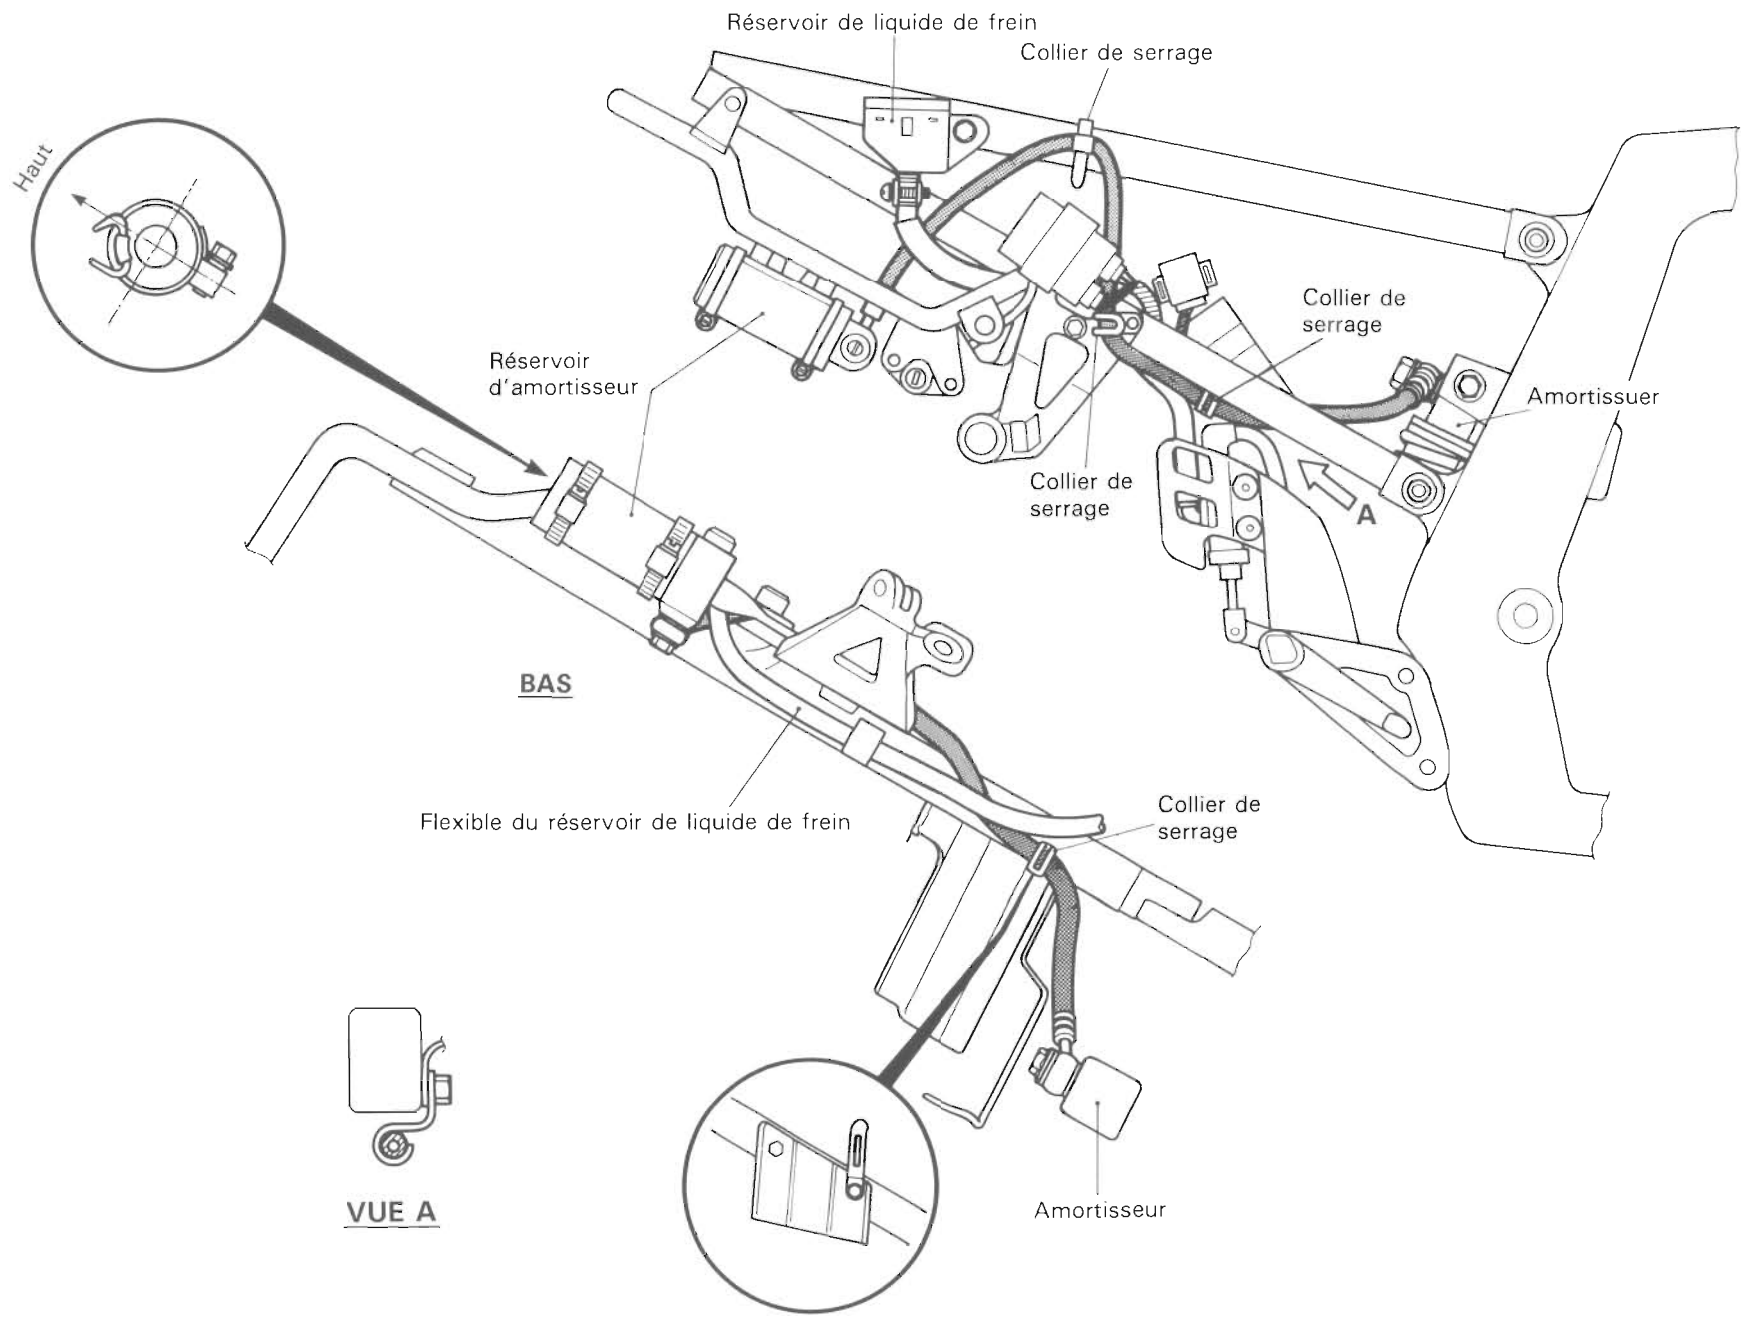 Réservoir de liquide de frein
Collier de serrage
Haut
Collier de
serrage
Réservoir
d'amortisseur
Amortissuer
Collier de
serrage
A
BAS
Flexible du réservoir de liquide de frein
Collier de
serrage
VUE A
Amortisseur